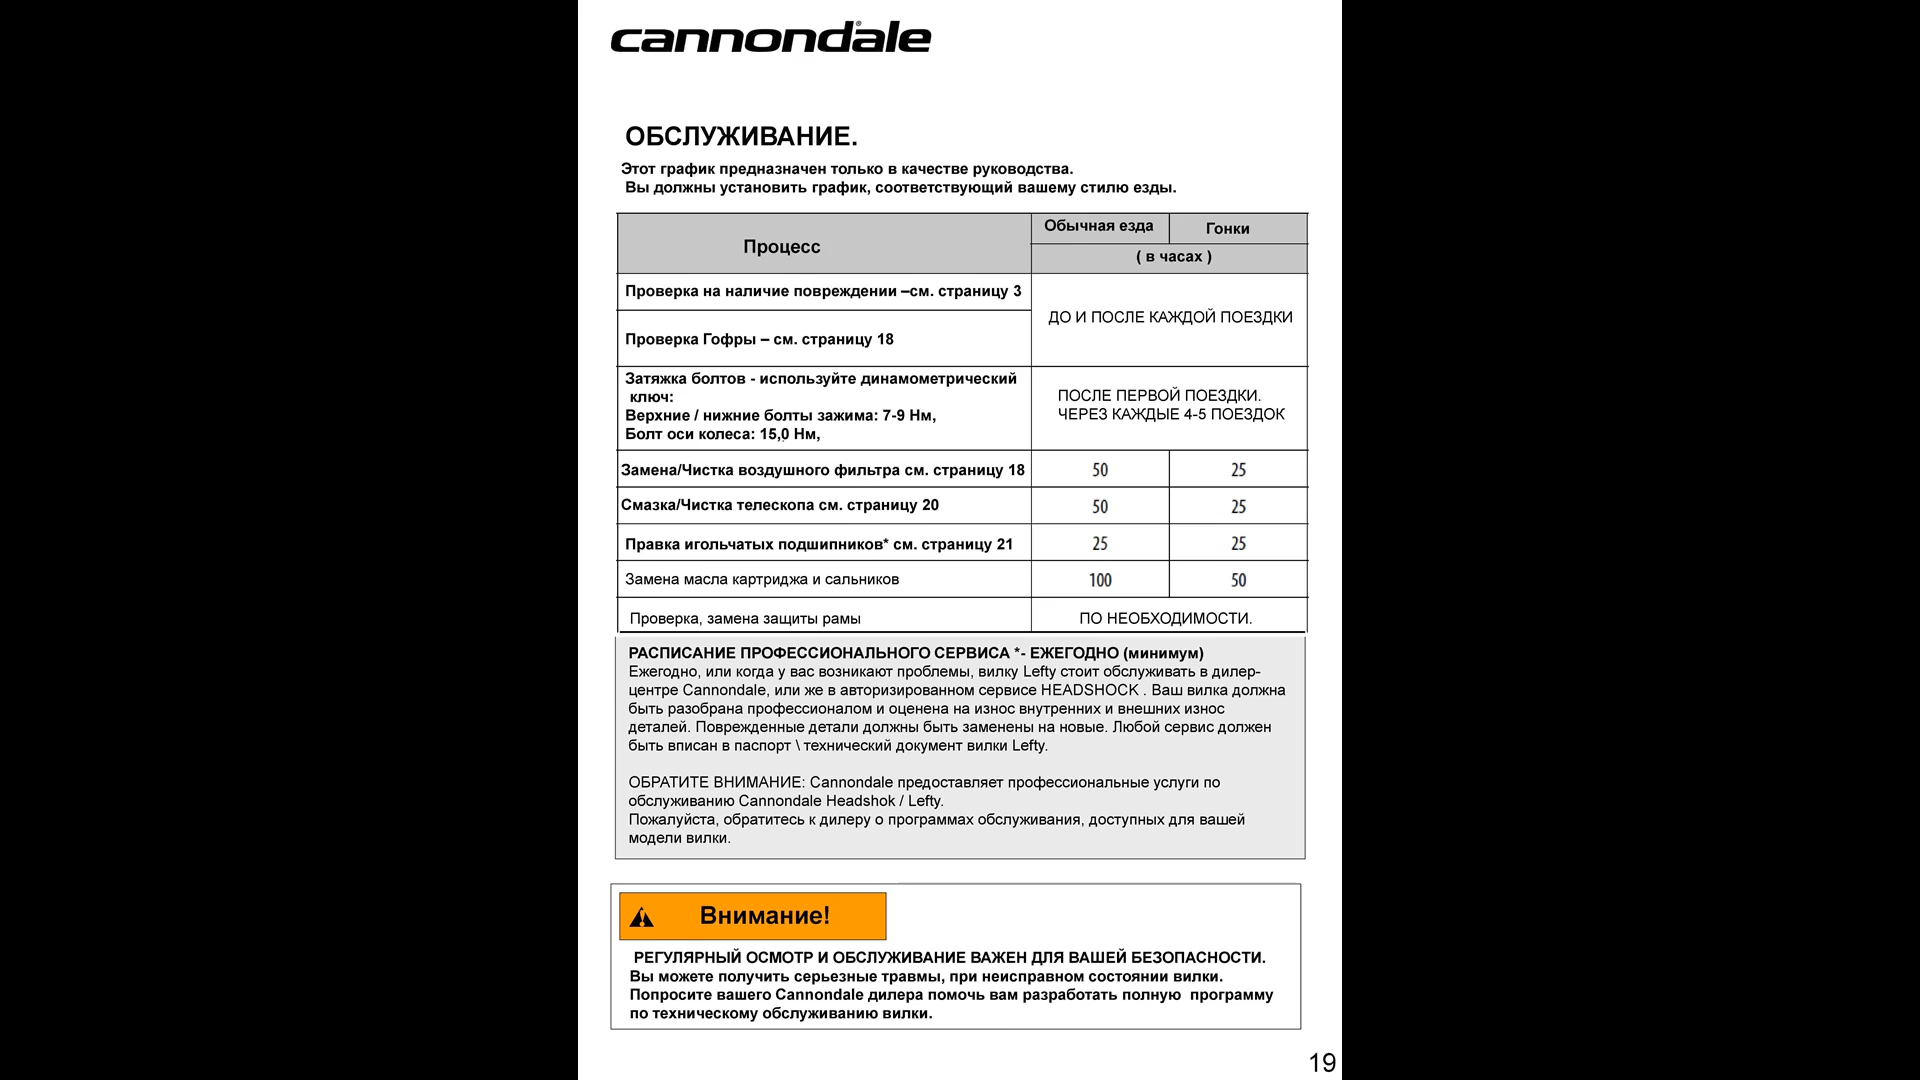 cannondale®
ОБСЛУЖИВАНИЕ.
Этот график предназначен только в качестве руководства.
Вы должны установить график, соответствующий вашему стилю езды.
Процесс
Обычная езда
Гонки
( в часах )
Проверка на наличие повреждении –см. страницу 3
Проверка Гофры – см. страницу 18
ДО И ПОСЛЕ КАЖДОЙ ПОЕЗДКИ
Затяжка болтов - используйте динамометрический
ключ:
Верхние / нижние болты зажима: 7-9 Нм,
Болт оси колеса: 15,0 Нм,
ПОСЛЕ ПЕРВОЙ ПОЕЗДКИ.
ЧЕРЕЗ КАЖДЫЕ 4-5 ПОЕЗДОК
Замена/Чистка воздушного фильтра см. страницу 18 50 25
Смазка/Чистка телескопа см. страницу 20 50 25
Правка игольчатых подшипников* см. страницу 21 25 25
Замена масла картриджа и сальников 100 50
Проверка, замена защиты рамы ПО НЕОБХОДИМОСТИ.
РАСПИСАНИЕ ПРОФЕССИОНАЛЬНОГО СЕРВИСА *- ЕЖЕГОДНО (минимум)
Ежегодно, или когда у вас возникают проблемы, вилку Lefty стоит обслуживать в дилер-
центре Cannondale, или же в авторизированном сервисе HEADSHOCK . Ваш вилка должна
быть разобрана профессионалом и оценена на износ внутренних и внешних износ
деталей. Поврежденные детали должны быть заменены на новые. Любой сервис должен
быть вписан в паспорт \ технический документ вилки Lefty.
ОБРАТИТЕ ВНИМАНИЕ: Cannondale предоставляет профессиональные услуги по
обслуживанию Cannondale Headshok / Lefty.
Пожалуйста, обратитесь к дилеру о программах обслуживания, доступных для вашей
модели вилки.
Внимание!
РЕГУЛЯРНЫЙ ОСМОТР И ОБСЛУЖИВАНИЕ ВАЖЕН ДЛЯ ВАШЕЙ БЕЗОПАСНОСТИ.
Вы можете получить серьезные травмы, при неисправном состоянии вилки.
Попросите вашего Cannondale дилера помочь вам разработать полную программу
по техническому обслуживанию вилки.
19